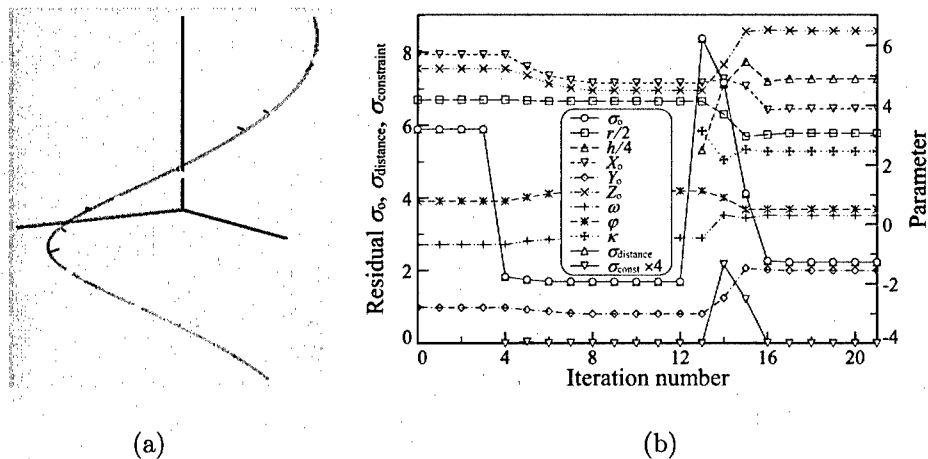 Residual σₒ, σdistance, σconstraint
8
6
4
2
0
σₒ
r/2
h/4
Xₒ
Yₒ
Zₒ
ω
φ
κ
σdistance
σconst ×4
6
4
2
0
-2
-4
Parameter
0 4 8 12 16 20
Iteration number
(a) (b)